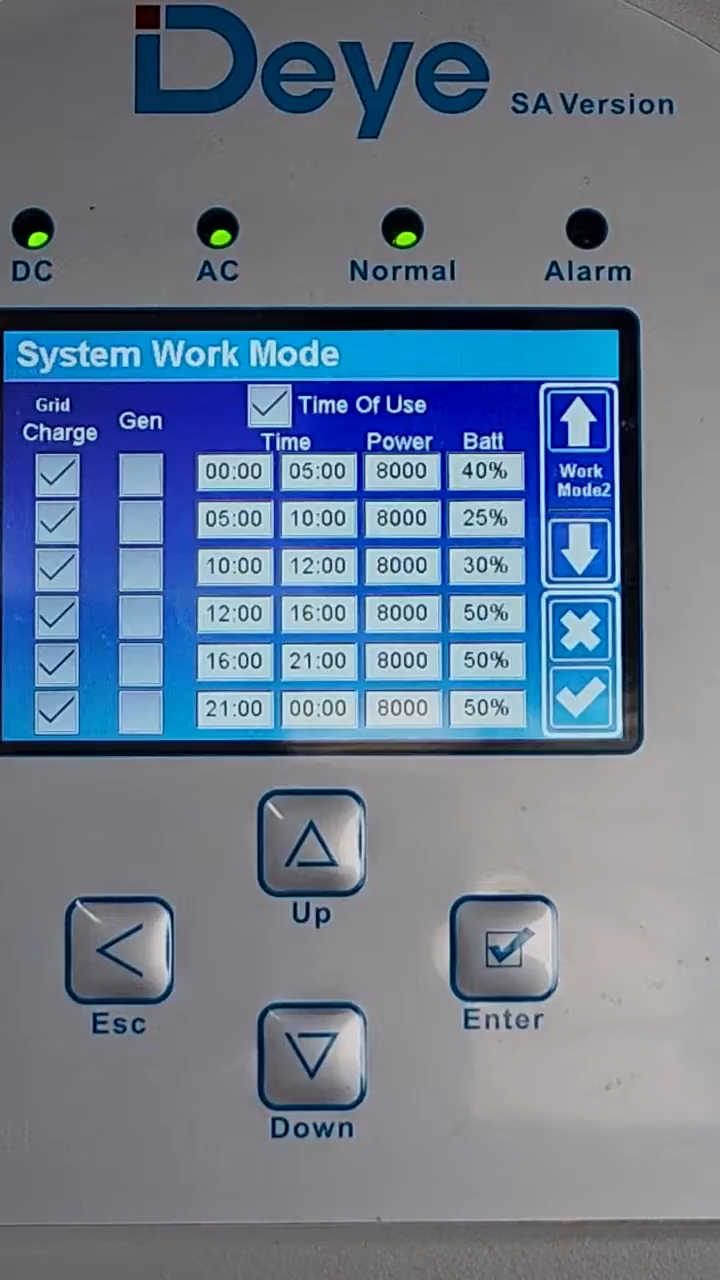 Deye SA Version
DC AC Normal Alarm
System Work Mode
Grid Charge Gen Time Of Use
Time Power Batt
00:00 05:00 8000 40%
05:00 10:00 8000 25%
10:00 12:00 8000 30%
12:00 16:00 8000 50%
16:00 21:00 8000 50%
21:00 00:00 8000 50%
Work
Mode2
Up
Esc
Enter
Down